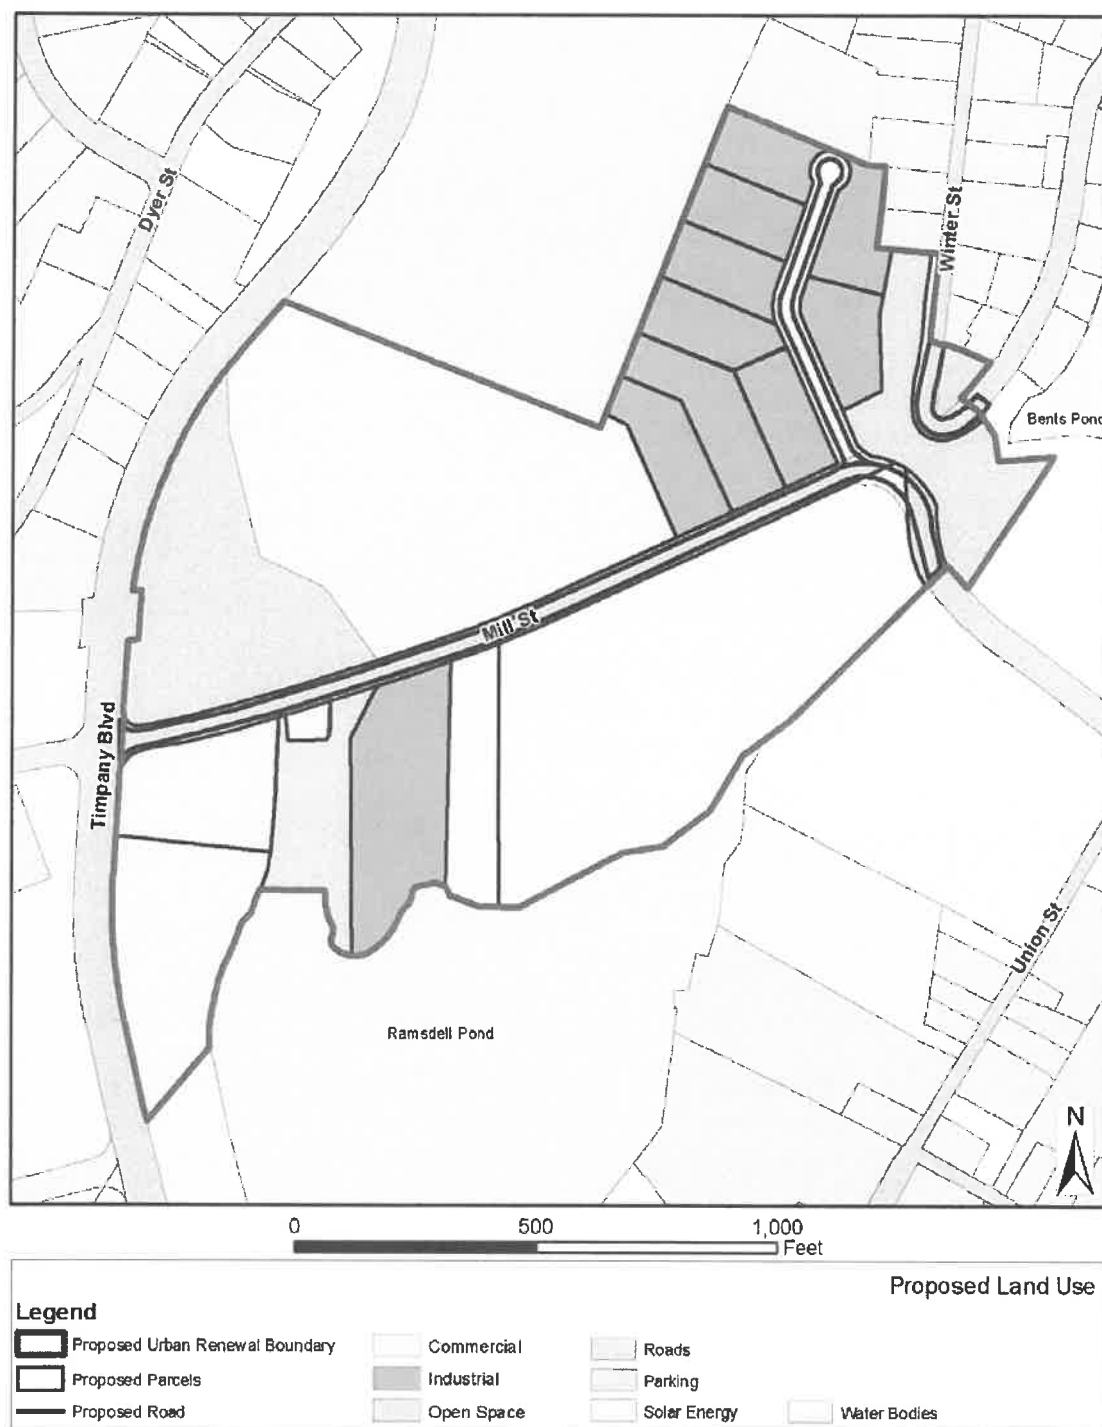 Dyer St
Winter St
Bents Pond
Mill St
Timpany Blvd
Union St
Ramsdell Pond
N
0 500 1,000
Feet
Proposed Land Use
Legend
Proposed Urban Renewal Boundary
Proposed Parcels
Proposed Road
Commercial
Industrial
Open Space
Roads
Parking
Solar Energy
Water Bodies